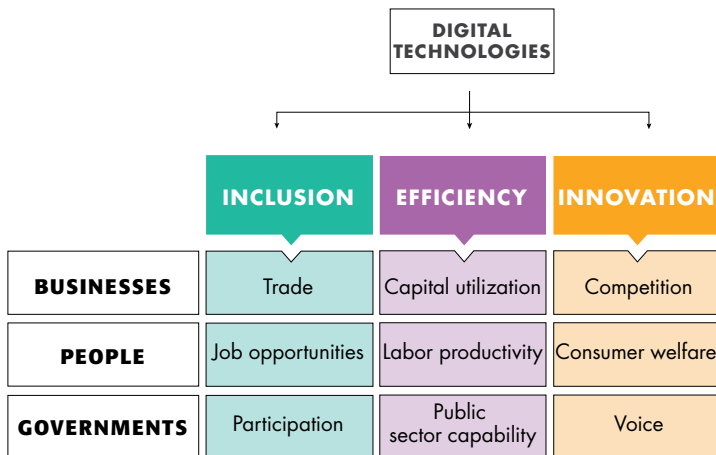 DIGITAL
TECHNOLOGIES
INCLUSION
EFFICIENCY
INNOVATION
BUSINESSES
Trade
Capital utilization
Competition
PEOPLE
Job opportunities
Labor productivity
Consumer welfare
GOVERNMENTS
Participation
Public
sector capability
Voice